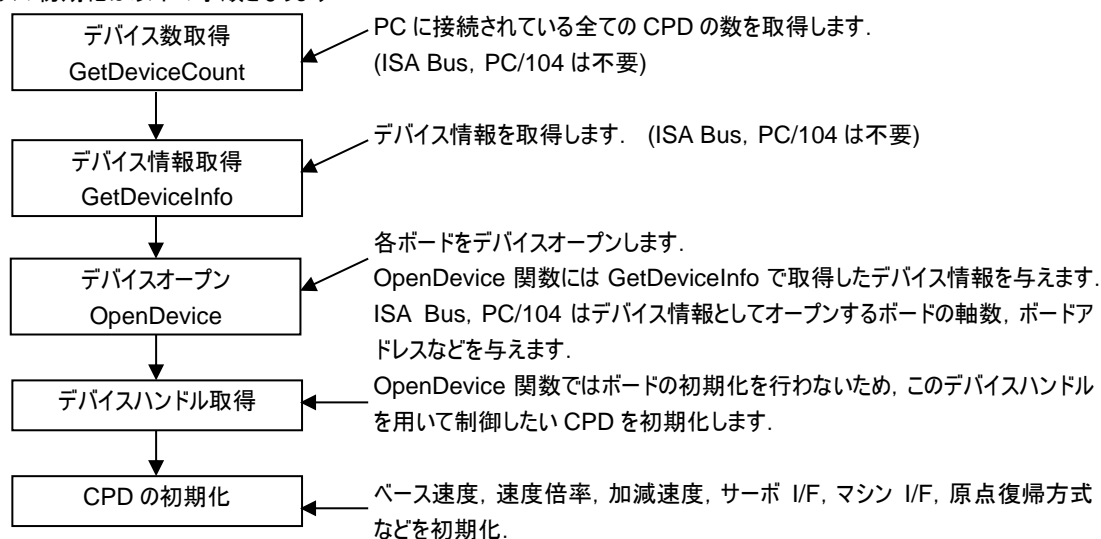 デバイス数取得
GetDeviceCount
PC に接続されている全ての CPD の数を取得します.
(ISA Bus, PC/104 は不要)
デバイス情報取得
GetDeviceInfo
デバイス情報を取得します. (ISA Bus, PC/104 は不要)
デバイスオープン
OpenDevice
各ボードをデバイスオープンします.
OpenDevice 関数には GetDeviceInfo で取得したデバイス情報を与えます.
ISA Bus, PC/104 はデバイス情報としてオープンするボードの軸数, ボードア
ドレスなどを与えます.
デバイスハンドル取得
OpenDevice 関数ではボードの初期化を行わないため, このデバイスハンドル
を用いて制御したい CPD を初期化します.
CPD の初期化
ベース速度, 速度倍率, 加減速度, サーボ I/F, マシン I/F, 原点復帰方式
などを初期化.